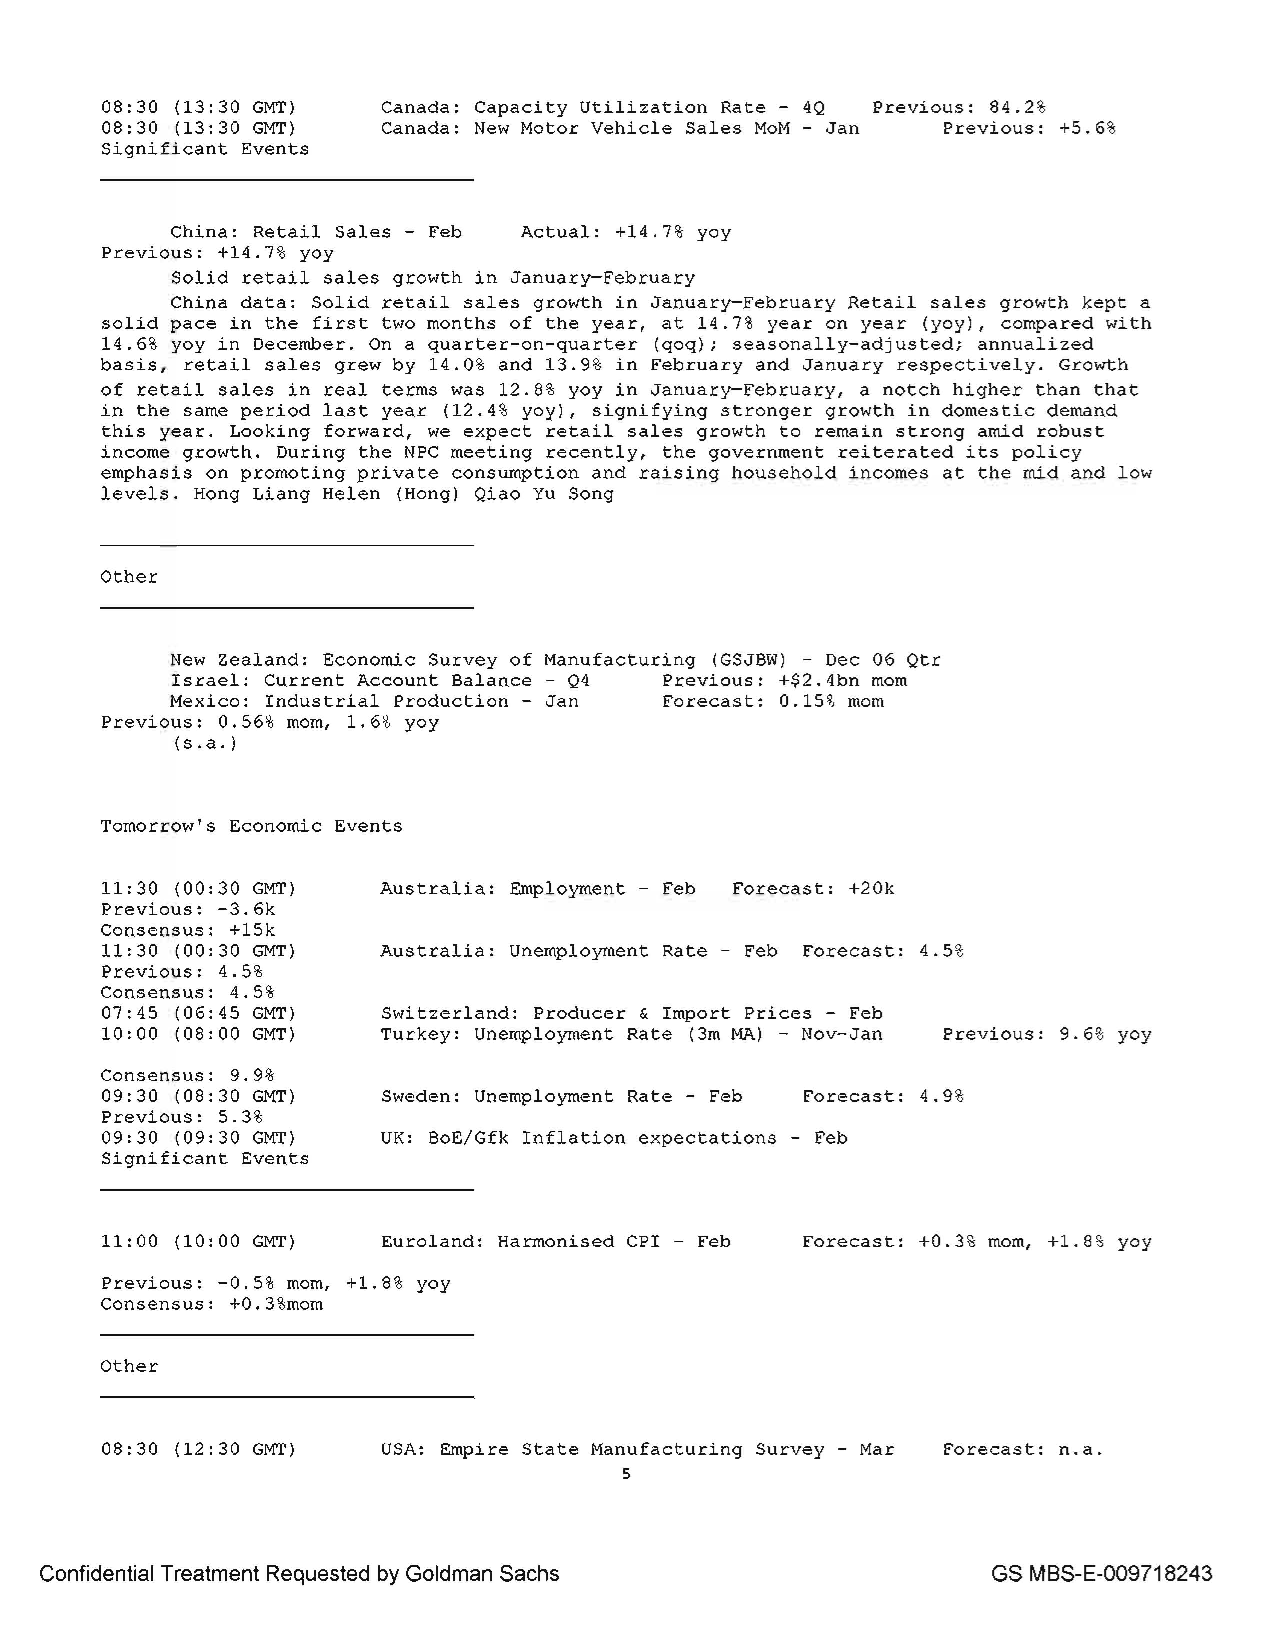 08:30 (13:30 GMT) Canada: Capacity Utilization Rate - 4Q Previous: 84.2%
08:30 (13:30 GMT) Canada: New Motor Vehicle Sales MoM - Jan Previous: +5.6%
Significant Events
China: Retail Sales - Feb Actual: +14.7% yoy
Previous: +14.7% yoy
Solid retail sales growth in January—February
China data: Solid retail sales growth in January—February Retail sales growth kept a
solid pace in the first two months of the year, at 14.7% year on year (yoy), compared with
14.6% yoy in December. On a quarter-on-quarter (qoq); seasonally-adjusted; annualized
basis, retail sales grew by 14.0% and 13.9% in February and January respectively. Growth
of retail sales in real terms was 12.8% yoy in January—February, a notch higher than that
in the same period last year (12.4% yoy), signifying stronger growth in domestic demand
this year. Looking forward, we expect retail sales growth to remain strong amid robust
income growth. During the NPC meeting recently, the government reiterated its policy
emphasis on promoting private consumption and raising household incomes at the mid and low
levels. Hong Liang Helen (Hong) Qiao Yu Song
Other
New Zealand: Economic Survey of Manufacturing (GSJBW) - Dec 06 Qtr
Israel: Current Account Balance - Q4 Previous: +$2.4bn mom
Mexico: Industrial Production - Jan Forecast: 0.15% mom
Previous: 0.56% mom, 1.6% yoy
(s.a.)
Tomorrow's Economic Events
11:30 (00:30 GMT) Australia: Employment - Feb Forecast: +20k
Previous: -3.6k
Consensus: +15k
11:30 (00:30 GMT) Australia: Unemployment Rate - Feb Forecast: 4.5%
Previous: 4.5%
Consensus: 4.5%
07:45 (06:45 GMT) Switzerland: Producer & Import Prices - Feb
10:00 (08:00 GMT) Turkey: Unemployment Rate (3m MA) - Nov-Jan Previous: 9.6% yoy
Consensus: 9.9%
09:30 (08:30 GMT) Sweden: Unemployment Rate - Feb Forecast: 4.9%
Previous: 5.3%
09:30 (09:30 GMT) UK: BoE/Gfk Inflation expectations - Feb
Significant Events
11:00 (10:00 GMT) Euroland: Harmonised CPI - Feb Forecast: +0.3% mom, +1.8% yoy
Previous: -0.5% mom, +1.8% yoy
Consensus: +0.3%mom
Other
08:30 (12:30 GMT) USA: Empire State Manufacturing Survey - Mar Forecast: n.a.
5
Confidential Treatment Requested by Goldman Sachs GS MBS-E-009718243